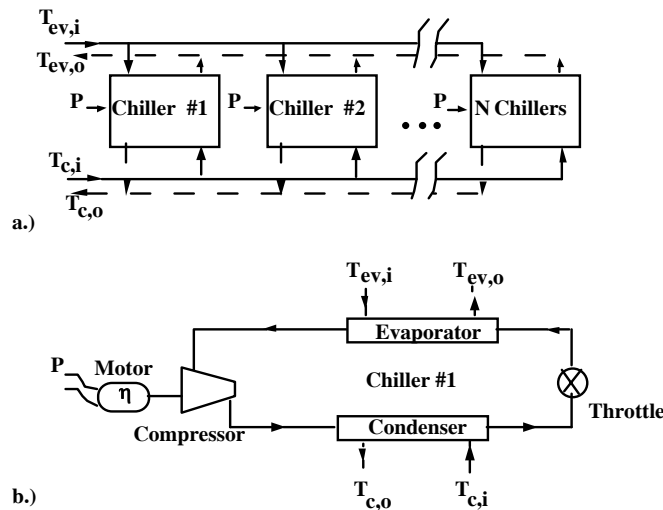 T_ev,i
T_ev,o
P Chiller #1 P Chiller #2 P N Chillers
T_c,i
T_c,o
a.)
T_ev,i T_ev,o
Evaporator
P Motor
η
Chiller #1
Compressor
Throttle
Condenser
T_c,o T_c,i
b.)